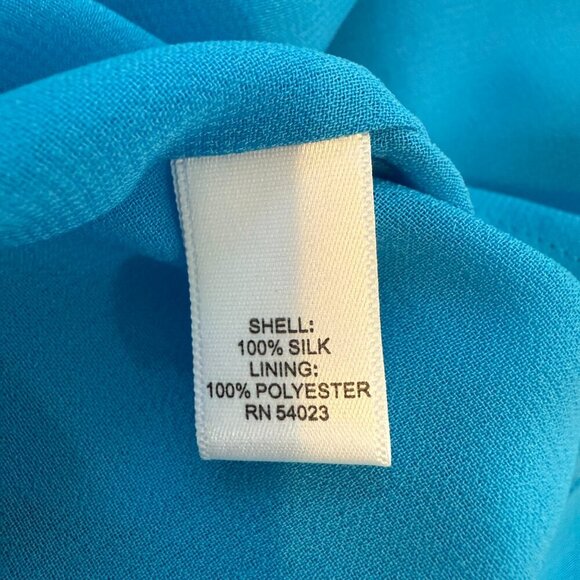 SHELL:
100% SILK
LINING:
100% POLYESTER
RN 54023